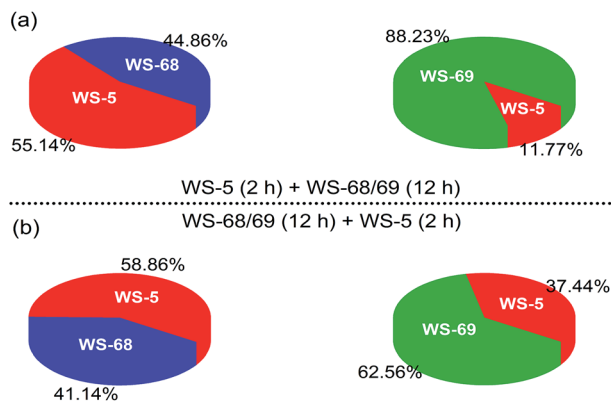 (a)
44.86%
WS-68
WS-5
55.14%
88.23%
WS-69
WS-5
11.77%
WS-5 (2 h) + WS-68/69 (12 h)
WS-68/69 (12 h) + WS-5 (2 h)
(b)
58.86%
WS-5
WS-68
41.14%
37.44%
WS-5
WS-69
62.56%